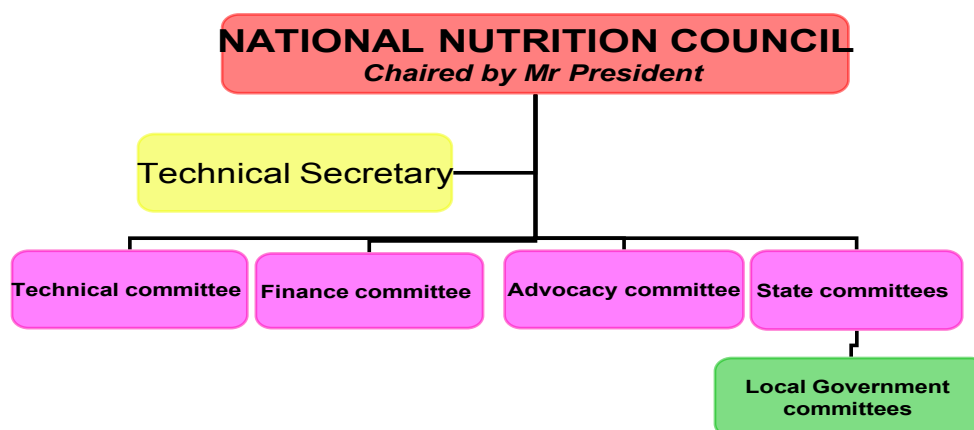 NATIONAL NUTRITION COUNCIL
Chaired by Mr President
Technical Secretary
Technical committee
Finance committee
Advocacy committee
State committees
Local Government
committees